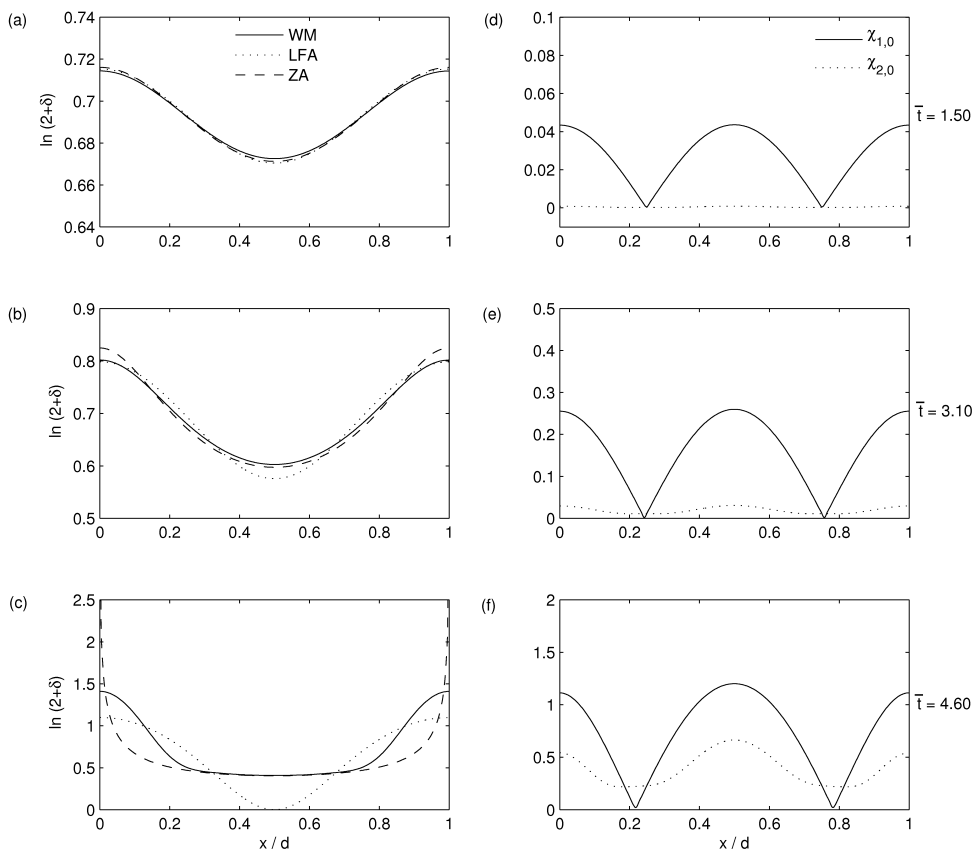 (a)
ln (2+δ)
0.74
0.72
0.7
0.68
0.66
0.64
0 0.2 0.4 0.6 0.8 1
WM
LFA
ZA
(d)
0.1
0.08
0.06
0.04
0.02
0
0 0.2 0.4 0.6 0.8 1
χ1,0
χ2,0
t̄ = 1.50
(b)
ln (2+δ)
0.9
0.8
0.7
0.6
0.5
0 0.2 0.4 0.6 0.8 1
(e)
0.5
0.4
0.3
0.2
0.1
0
0 0.2 0.4 0.6 0.8 1
t̄ = 3.10
(c)
ln (2+δ)
2.5
2
1.5
1
0.5
0
0 0.2 0.4 0.6 0.8 1
x / d
(f)
2
1.5
1
0.5
0
0 0.2 0.4 0.6 0.8 1
x / d
t̄ = 4.60